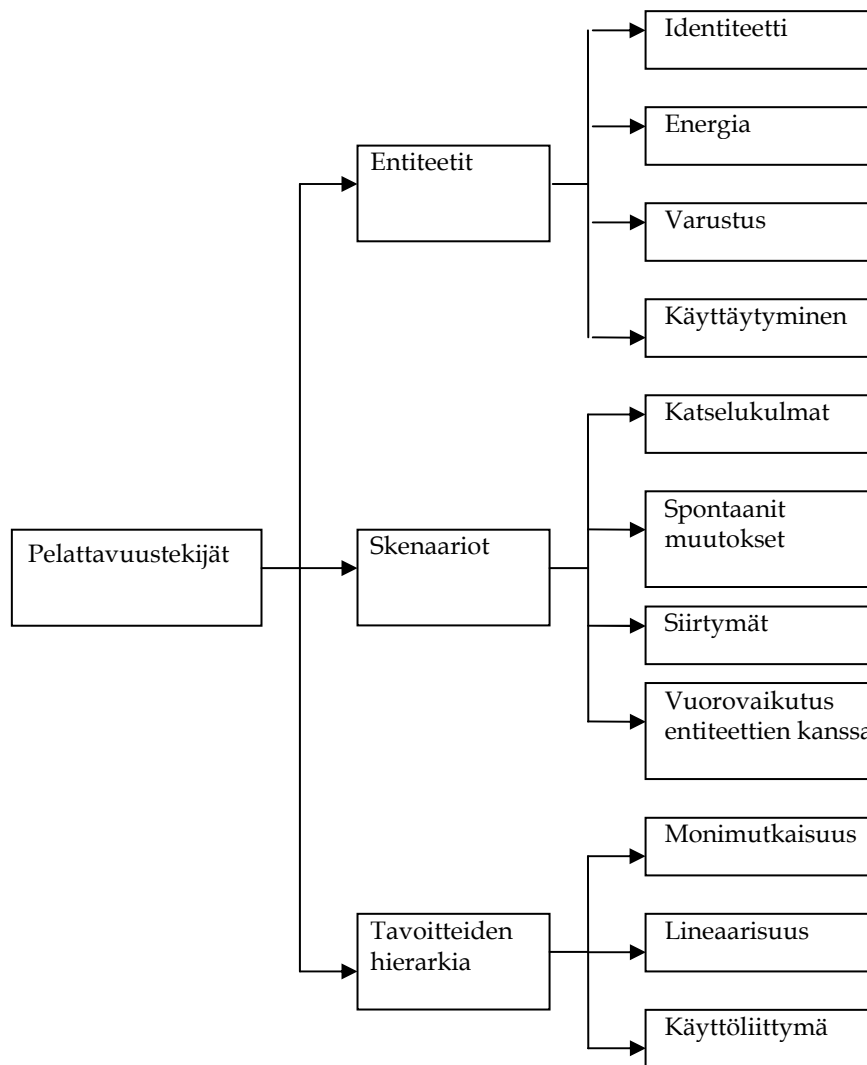 Pelattavuustekijät
Entiteetit
Identiteetti
Energia
Varustus
Käyttäytyminen
Skenaariot
Katselukulmat
Spontaanit
muutokset
Siirtymät
Vuorovaikutus
entiteettien kanssa
Tavoitteiden
hierarkia
Monimutkaisuus
Lineaarisuus
Käyttöliittymä